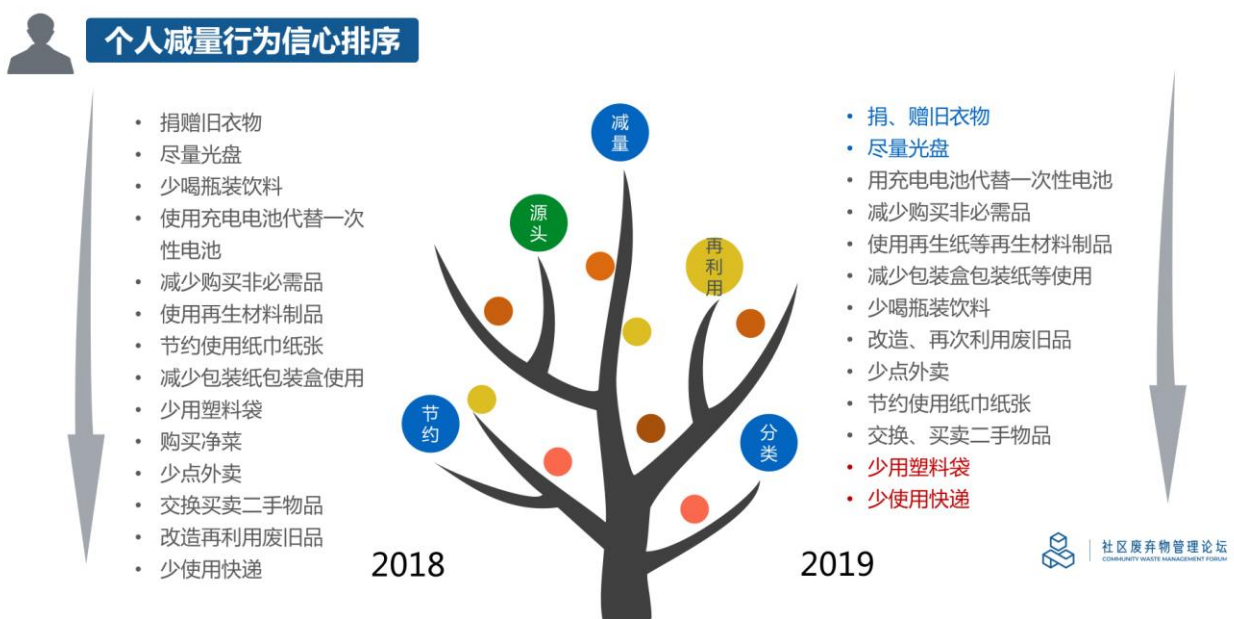 个人减量行为信心排序
• 捐赠旧衣物
• 尽量光盘
• 少喝瓶装饮料
• 使用充电电池代替一次
性电池
• 减少购买非必需品
• 使用再生材料制品
• 节约使用纸巾纸张
• 减少包装纸包装盒使用
• 少用塑料袋
• 购买净菜
• 少点外卖
• 交换买卖二手物品
• 改造再利用废旧品
• 少使用快递
2018
减
量
源
头
再
利
用
节
约
分
类
• 捐、赠旧衣物
• 尽量光盘
• 用充电电池代替一次性电池
• 减少购买非必需品
• 使用再生纸等再生材料制品
• 减少包装盒包装纸等使用
• 少喝瓶装饮料
• 改造、再次利用废旧品
• 少点外卖
• 节约使用纸巾纸张
• 交换、买卖二手物品
• 少用塑料袋
• 少使用快递
2019
社区废弃物管理论坛
COMMUNITY WASTE MANAGEMENT FORUM